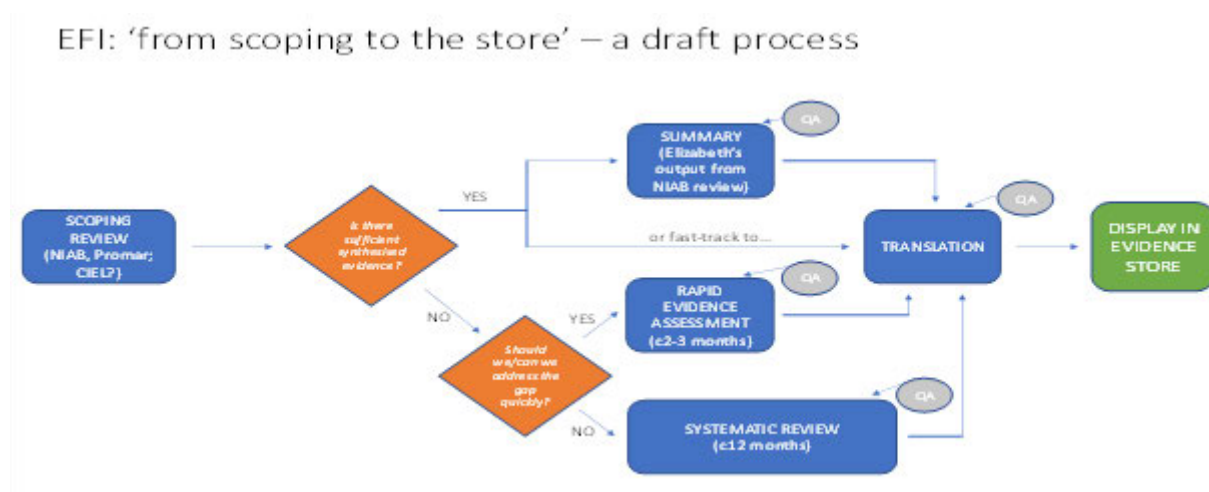 EFI: ‘from scoping to the store’ – a draft process
QA
SUMMARY
(Elizabeth's
output from
NIAB review)
YES
QA
SCOPING
REVIEW
(NIAB, Promar;
CIEL?)
Is there
sufficient
synthesised
evidence?
or fast-track to...
TRANSLATION
DISPLAY IN
EVIDENCE
STORE
QA
NO
YES
RAPID
EVIDENCE
ASSESSMENT
(c2-3 months)
Should
we/can we
address the
gap
quickly?
QA
NO
SYSTEMATIC REVIEW
(c12 months)